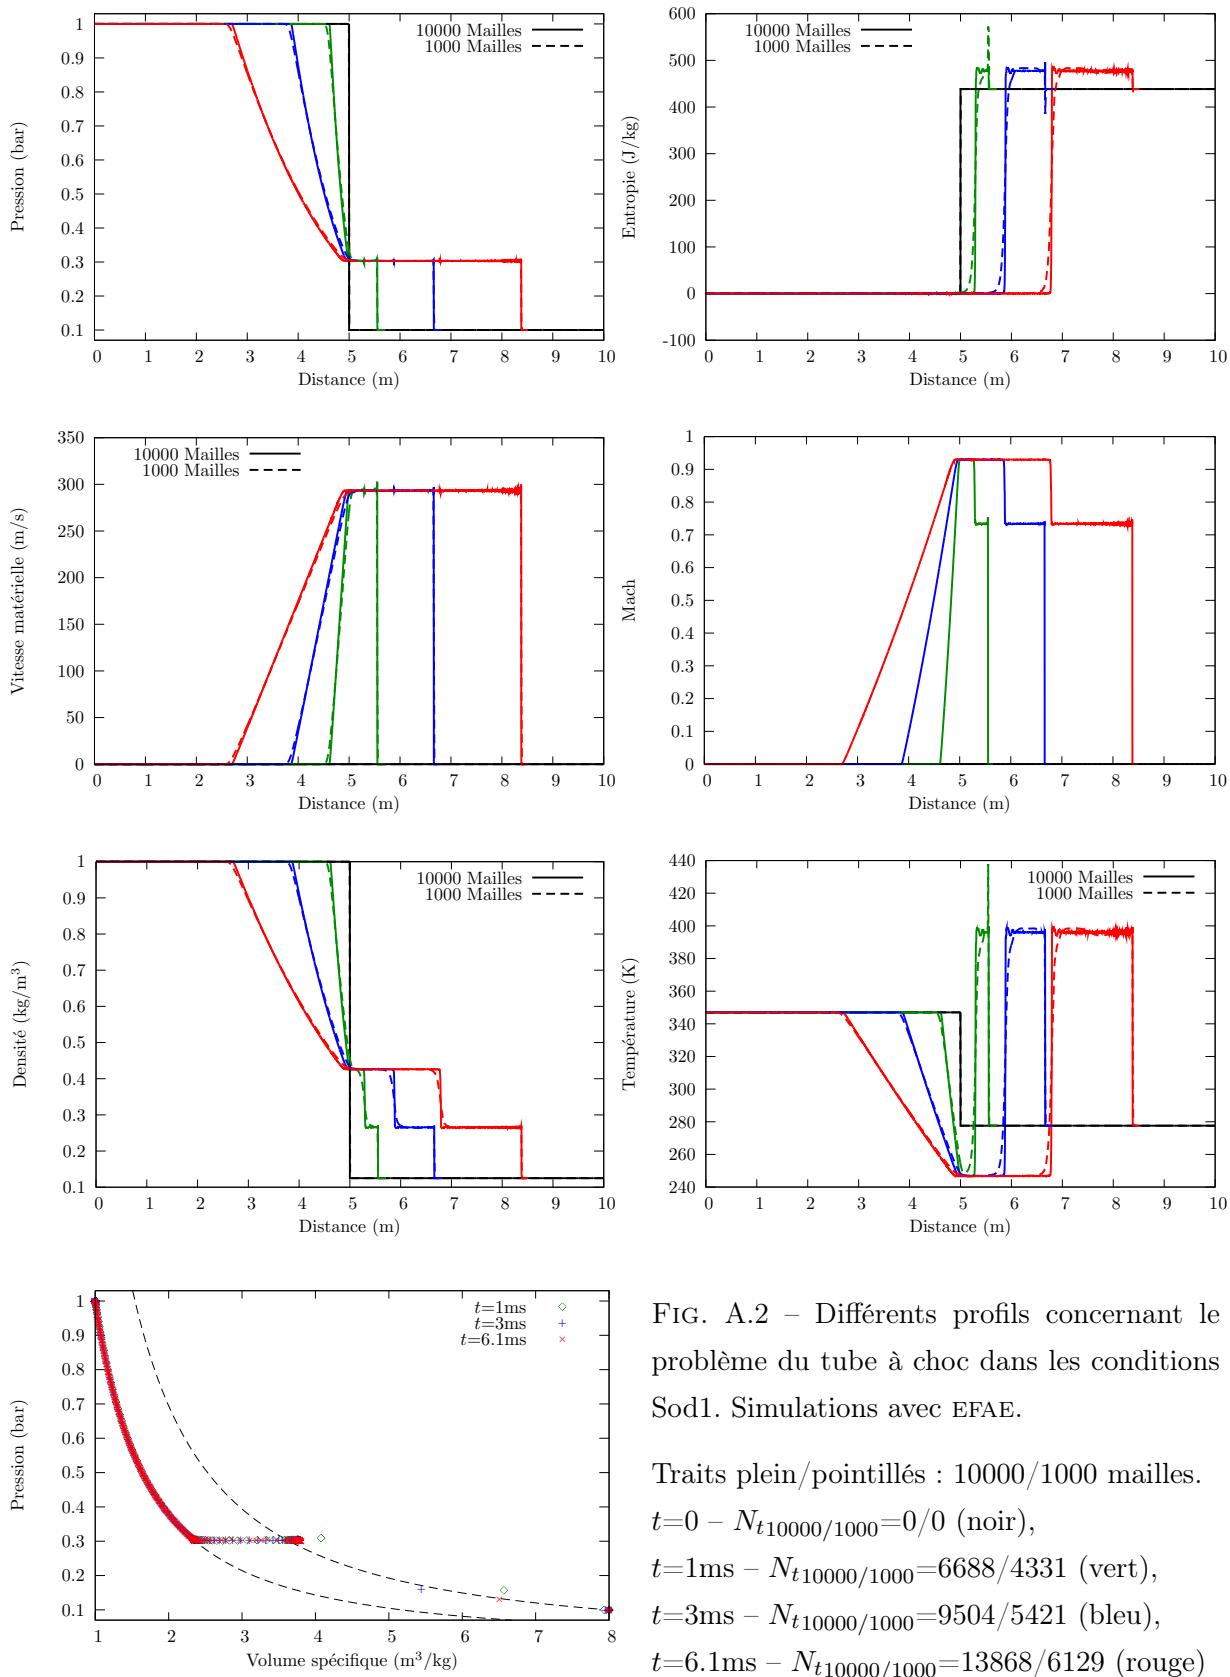 Pression (bar)
1
0.9
0.8
0.7
0.6
0.5
0.4
0.3
0.2
0.1
0 1 2 3 4 5 6 7 8 9 10
Distance (m)
10000 Mailles
1000 Mailles
Entropie (J/kg)
600
500
400
300
200
100
0
-100
0 1 2 3 4 5 6 7 8 9 10
Distance (m)
10000 Mailles
1000 Mailles
Vitesse matérielle (m/s)
350
300
250
200
150
100
50
0
0 1 2 3 4 5 6 7 8 9 10
Distance (m)
10000 Mailles
1000 Mailles
Mach
1
0.9
0.8
0.7
0.6
0.5
0.4
0.3
0.2
0.1
0
0 1 2 3 4 5 6 7 8 9 10
Distance (m)
Densité (kg/m³)
1
0.9
0.8
0.7
0.6
0.5
0.4
0.3
0.2
0.1
0 1 2 3 4 5 6 7 8 9 10
Distance (m)
10000 Mailles
1000 Mailles
Température (K)
440
420
400
380
360
340
320
300
280
260
240
0 1 2 3 4 5 6 7 8 9 10
Distance (m)
10000 Mailles
1000 Mailles
Pression (bar)
1
0.9
0.8
0.7
0.6
0.5
0.4
0.3
0.2
0.1
1 2 3 4 5 6 7 8
Volume spécifique (m³/kg)
t=1ms
t=3ms
t=6.1ms
FIG. A.2 – Différents profils concernant le
problème du tube à choc dans les conditions
Sod1. Simulations avec EFAE.
Traits plein/pointillés : 10000/1000 mailles.
t=0 – Nt10000/1000=0/0 (noir),
t=1ms – Nt10000/1000=6688/4331 (vert),
t=3ms – Nt10000/1000=9504/5421 (bleu),
t=6.1ms – Nt10000/1000=13868/6129 (rouge)